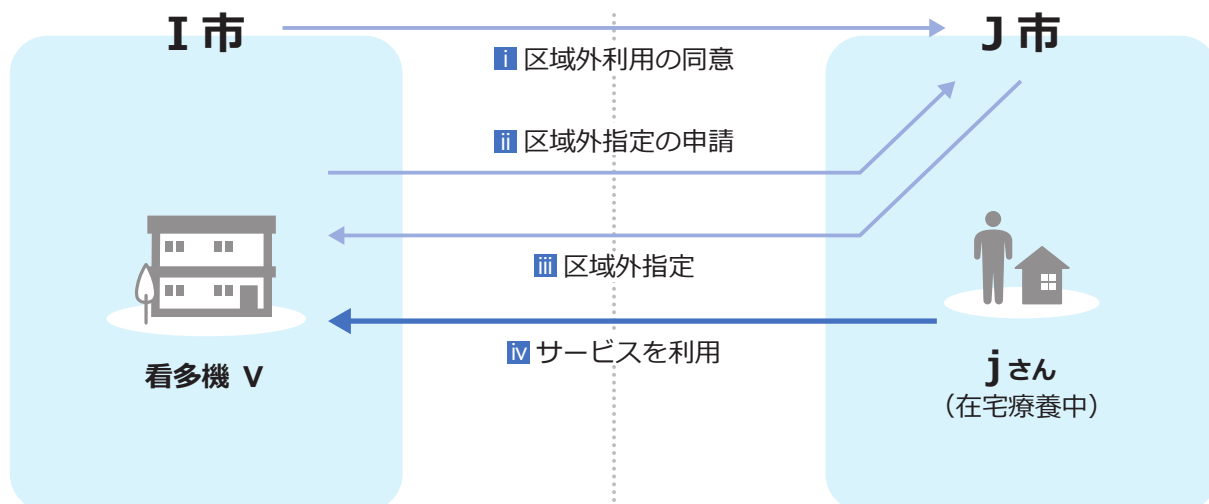 I 市
J 市
i 区域外利用の同意
ii 区域外指定の申請
iii 区域外指定
iv サービスを利用
看多機 V
j さん
（在宅療養中）